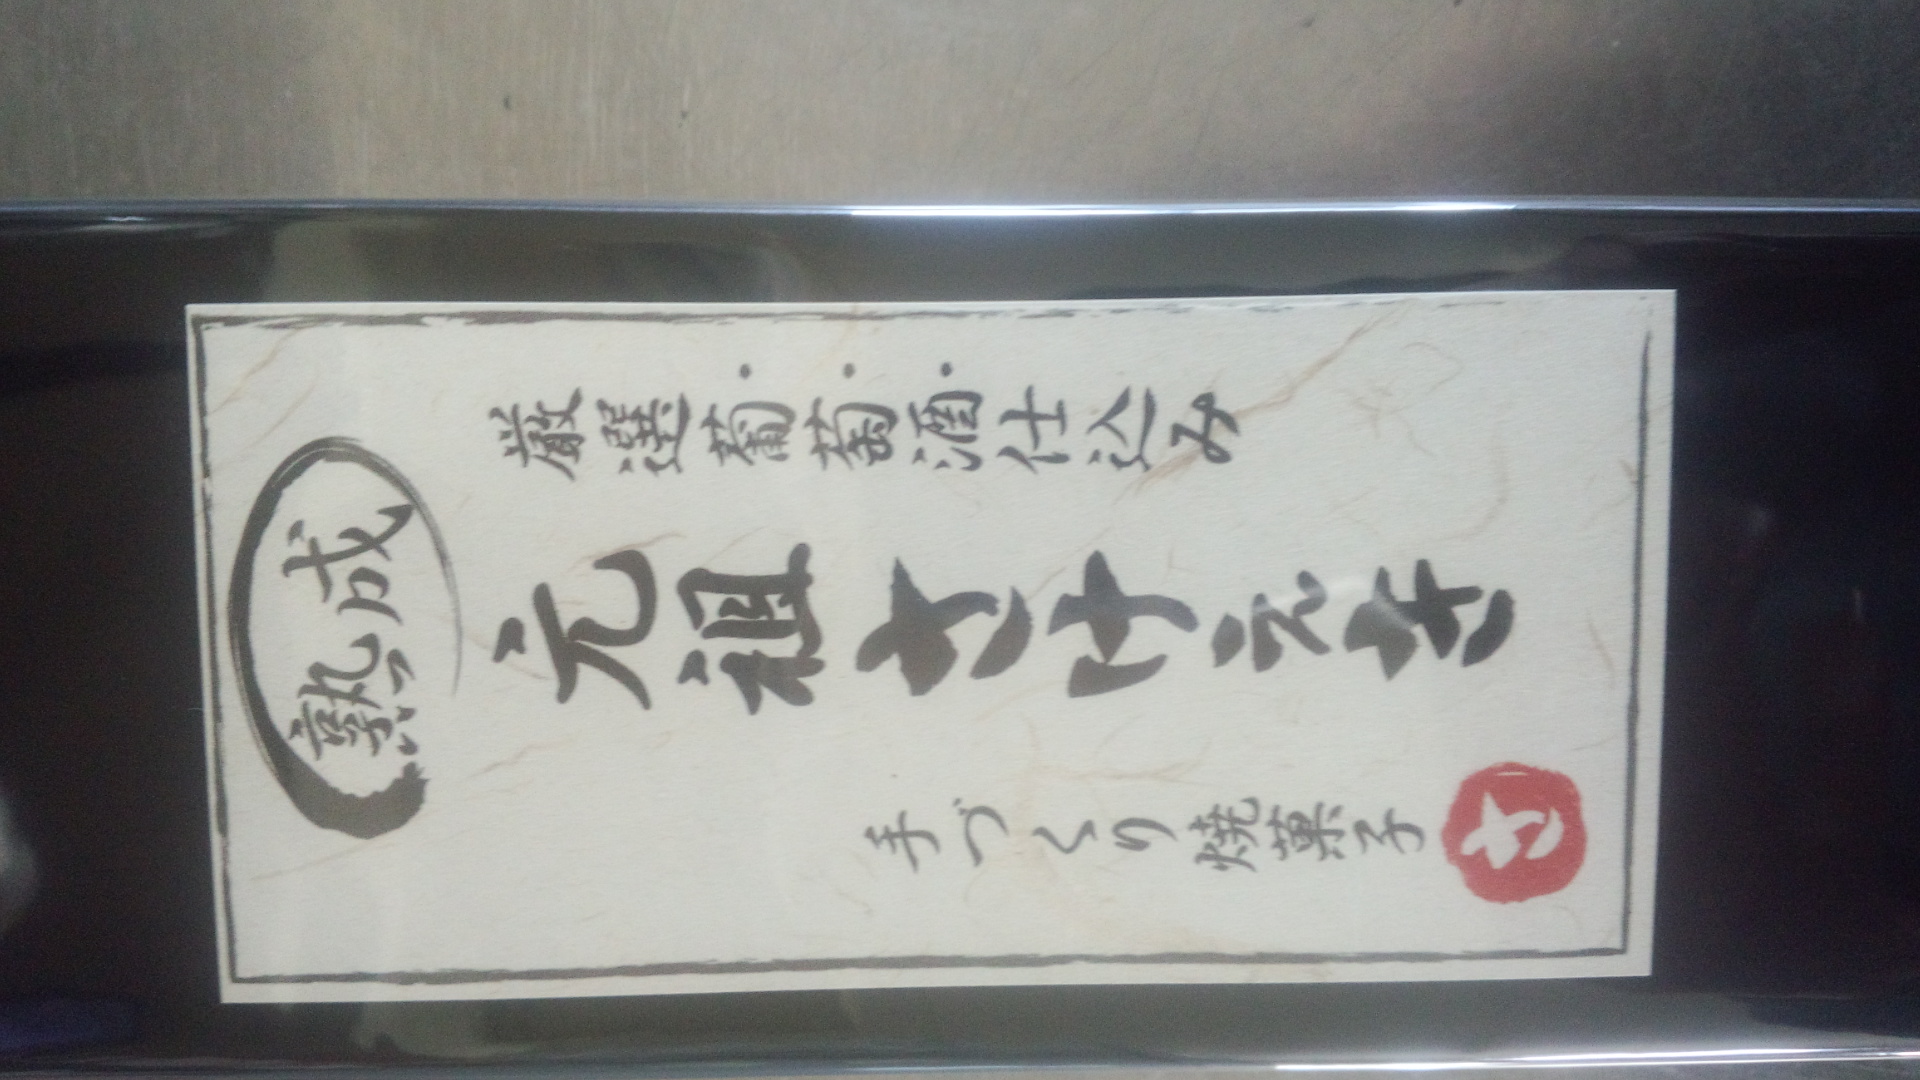 熟成
厳選葡萄酒仕込み
元祖さけえき
手づくり焼菓子
さ